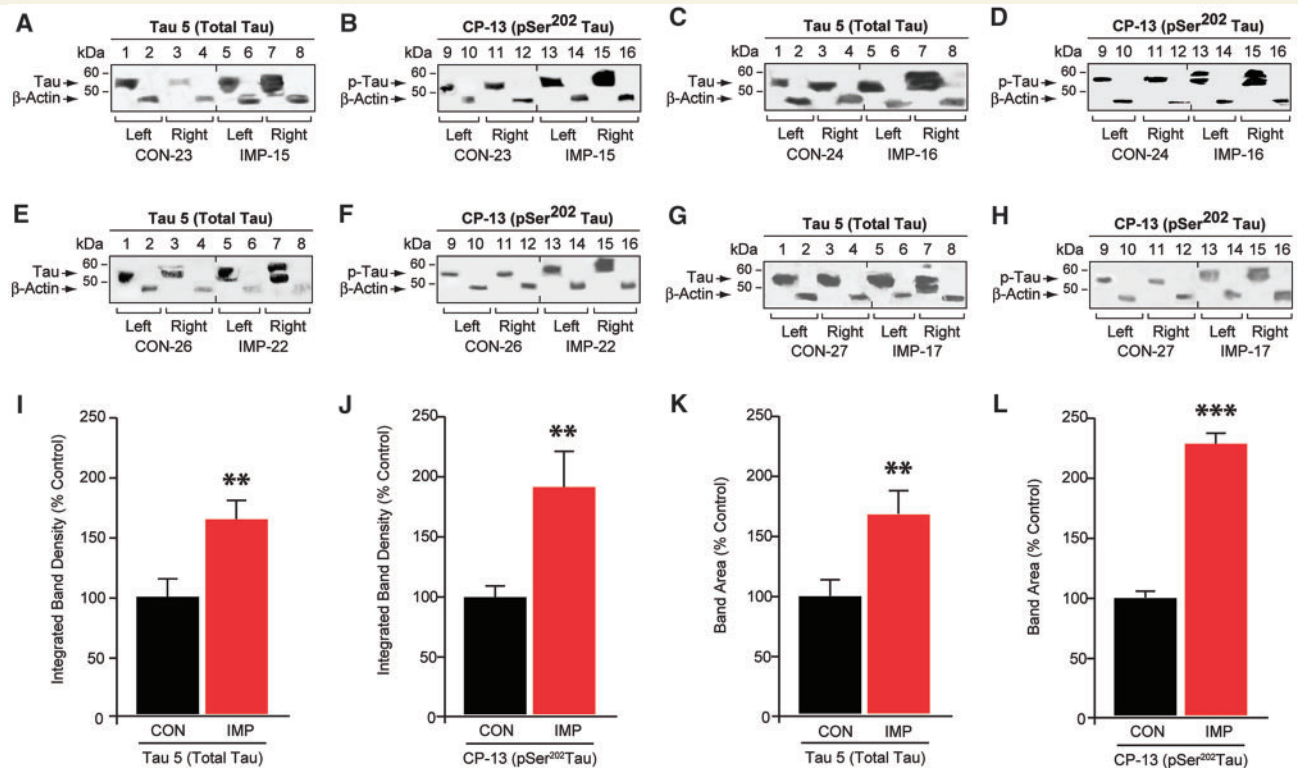 A
Tau 5 (Total Tau)
kDa 1 2 3 4 5 6 7 8
Tau
60
50
β-Actin
Left Right Left Right
CON-23 IMP-15
B
CP-13 (pSer202 Tau)
kDa 9 10 11 12 13 14 15 16
p-Tau
60
50
β-Actin
Left Right Left Right
CON-23 IMP-15
C
Tau 5 (Total Tau)
kDa 1 2 3 4 5 6 7 8
Tau
60
50
β-Actin
Left Right Left Right
CON-24 IMP-16
D
CP-13 (pSer202 Tau)
kDa 9 10 11 12 13 14 15 16
p-Tau
60
50
β-Actin
Left Right Left Right
CON-24 IMP-16
E
Tau 5 (Total Tau)
kDa 1 2 3 4 5 6 7 8
Tau
60
50
β-Actin
Left Right Left Right
CON-26 IMP-22
F
CP-13 (pSer202 Tau)
kDa 9 10 11 12 13 14 15 16
p-Tau
60
50
β-Actin
Left Right Left Right
CON-26 IMP-22
G
Tau 5 (Total Tau)
kDa 1 2 3 4 5 6 7 8
Tau
60
50
β-Actin
Left Right Left Right
CON-27 IMP-17
H
CP-13 (pSer202 Tau)
kDa 9 10 11 12 13 14 15 16
p-Tau
60
50
β-Actin
Left Right Left Right
CON-27 IMP-17
I
Integrated Band Density (% Control)
250
200
150
100
50
0
**
CON IMP
Tau 5 (Total Tau)
J
Integrated Band Density (% Control)
250
200
150
100
50
0
**
CON IMP
CP-13 (pSer202Tau)
K
Band Area (% Control)
250
200
150
100
50
0
**
CON IMP
Tau 5 (Total Tau)
L
Band Area (% Control)
250
200
150
100
50
0
***
CON IMP
CP-13 (pSer202Tau)